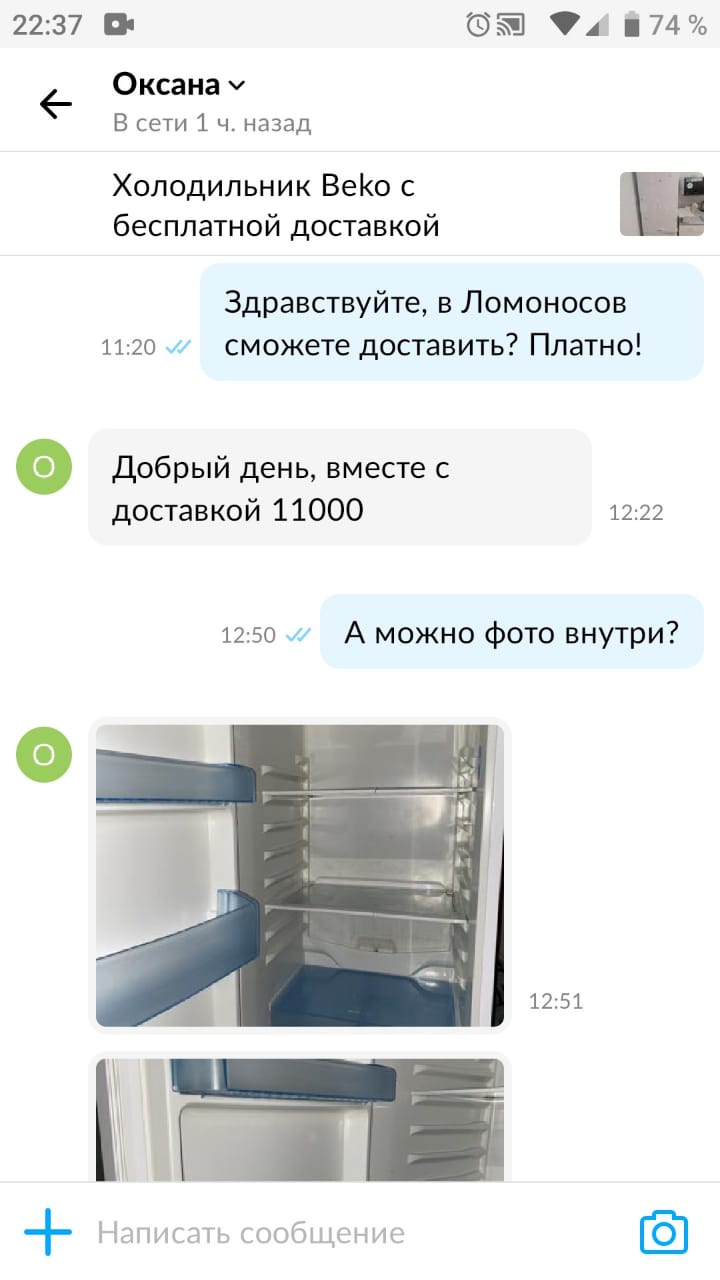 22:37
74 %
Оксана
В сети 1 ч. назад
Холодильник Beko с
бесплатной доставкой
Здравствуйте, в Ломоносов
сможете доставить? Платно!
11:20
О
Добрый день, вместе с
доставкой 11000
12:22
А можно фото внутри?
12:50
О
12:51
Написать сообщение